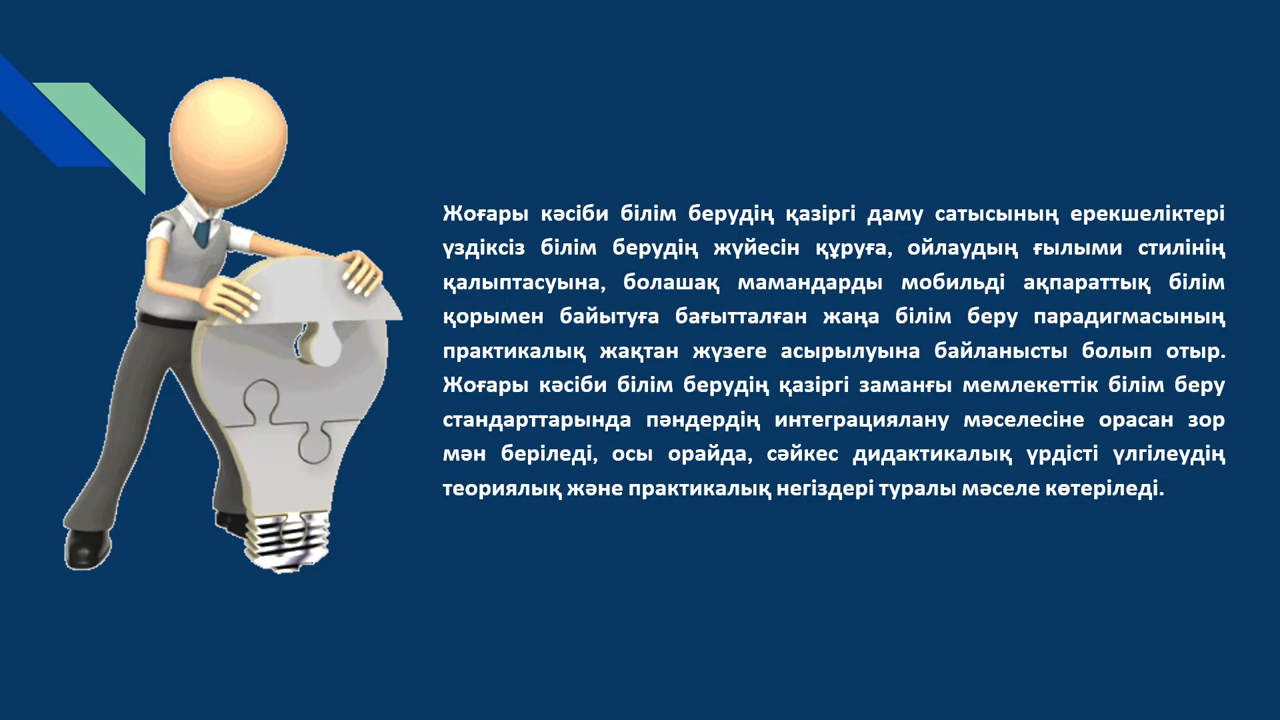 Жоғары кәсіби білім берудің қазіргі даму сатысының ерекшеліктері
үздіксіз білім берудің жүйесін құруға, ойлаудың ғылыми стилінің
қалыптасуына, болашақ мамандарды мобильді ақпараттық білім
қорымен байытуға бағытталған жаңа білім беру парадигмасының
практикалық жақтан жүзеге асырылуына байланысты болып отыр.
Жоғары кәсіби білім берудің қазіргі заманғы мемлекеттік білім беру
стандарттарында пәндердің интеграциялану мәселесіне орасан зор
мән беріледі, осы орайда, сәйкес дидактикалық үрдісті үлгілеудің
теориялық және практикалық негіздері туралы мәселе көтеріледі.